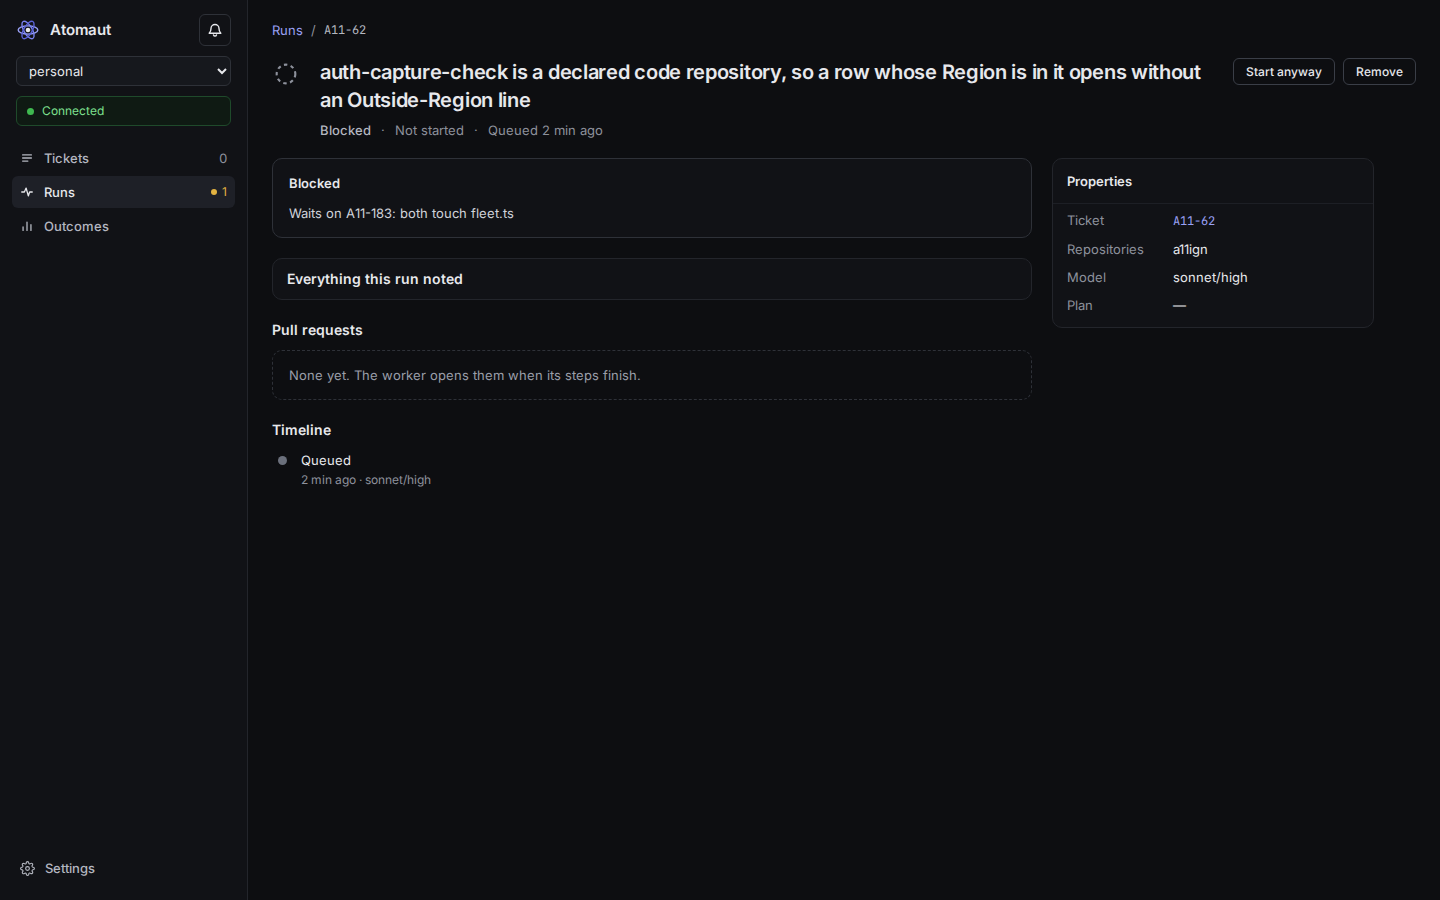 Atomaut
personal
Connected
Tickets 0
Runs 1
Outcomes
Settings
Runs / A11-62
auth-capture-check is a declared code repository, so a row whose Region is in it opens without
an Outside-Region line
Blocked · Not started · Queued 2 min ago
Start anyway
Remove
Blocked
Waits on A11-183: both touch fleet.ts
Everything this run noted
Pull requests
None yet. The worker opens them when its steps finish.
Timeline
Queued
2 min ago · sonnet/high
Properties
Ticket A11-62
Repositories a11ign
Model sonnet/high
Plan —